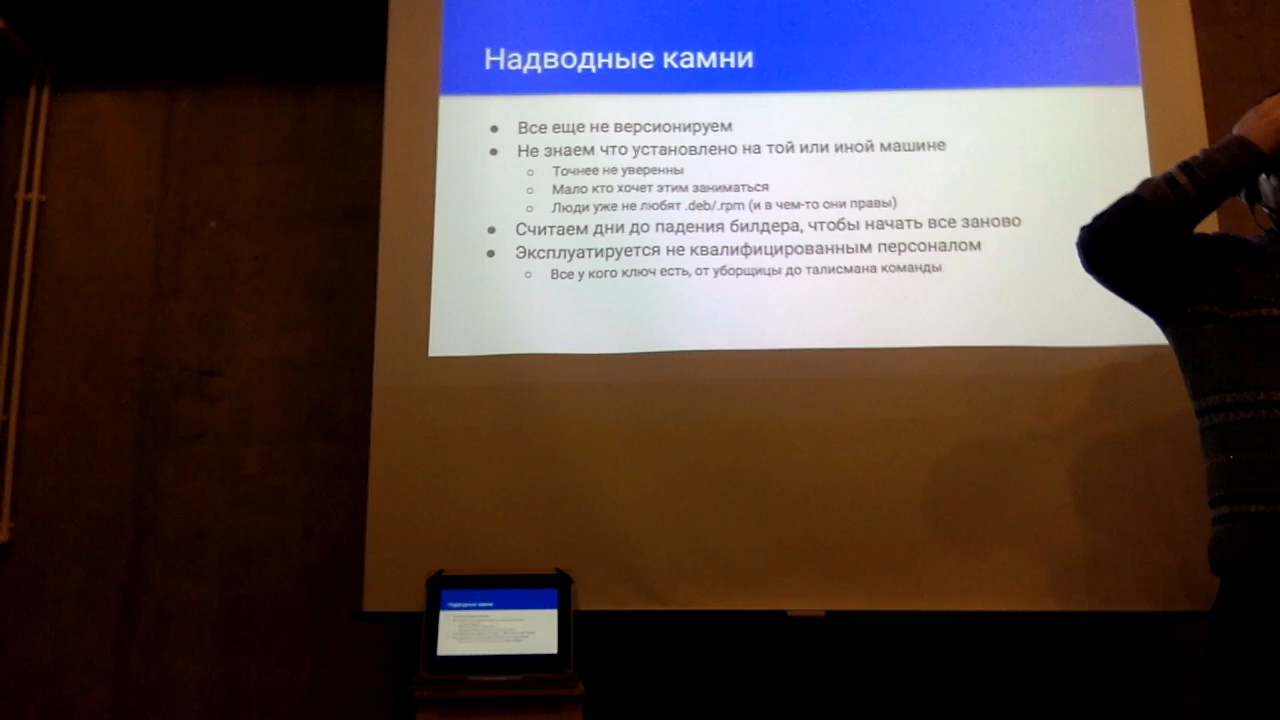 Надводные камни
● Все еще не версионируем
● Не знаем что установлено на той или иной машине
○ Точнее не уверенны
○ Мало кто хочет этим заниматься
○ Люди уже не любят .deb/.rpm (и в чем-то они правы)
● Считаем дни до падения билдера, чтобы начать все заново
● Эксплуатируется не квалифицированным персоналом
○ Все у кого ключ есть, от уборщицы до талисмана команды
Надводные камни